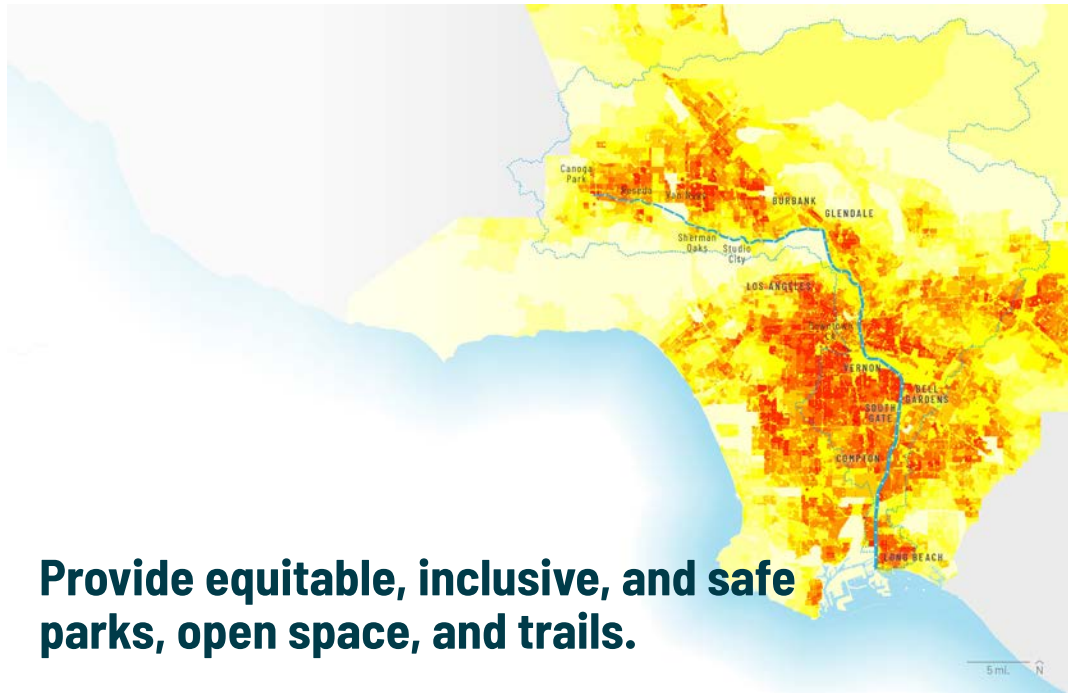 Canoga
Park
Reseda
Van Nuys
BURBANK
GLENDALE
Sherman
Oaks
Studio
City
LOS ANGELES
Downtown
VERNON
BELL
GARDENS
SOUTH
GATE
COMPTON
LONG BEACH
Provide equitable, inclusive, and safe
parks, open space, and trails.
5 mi.
N